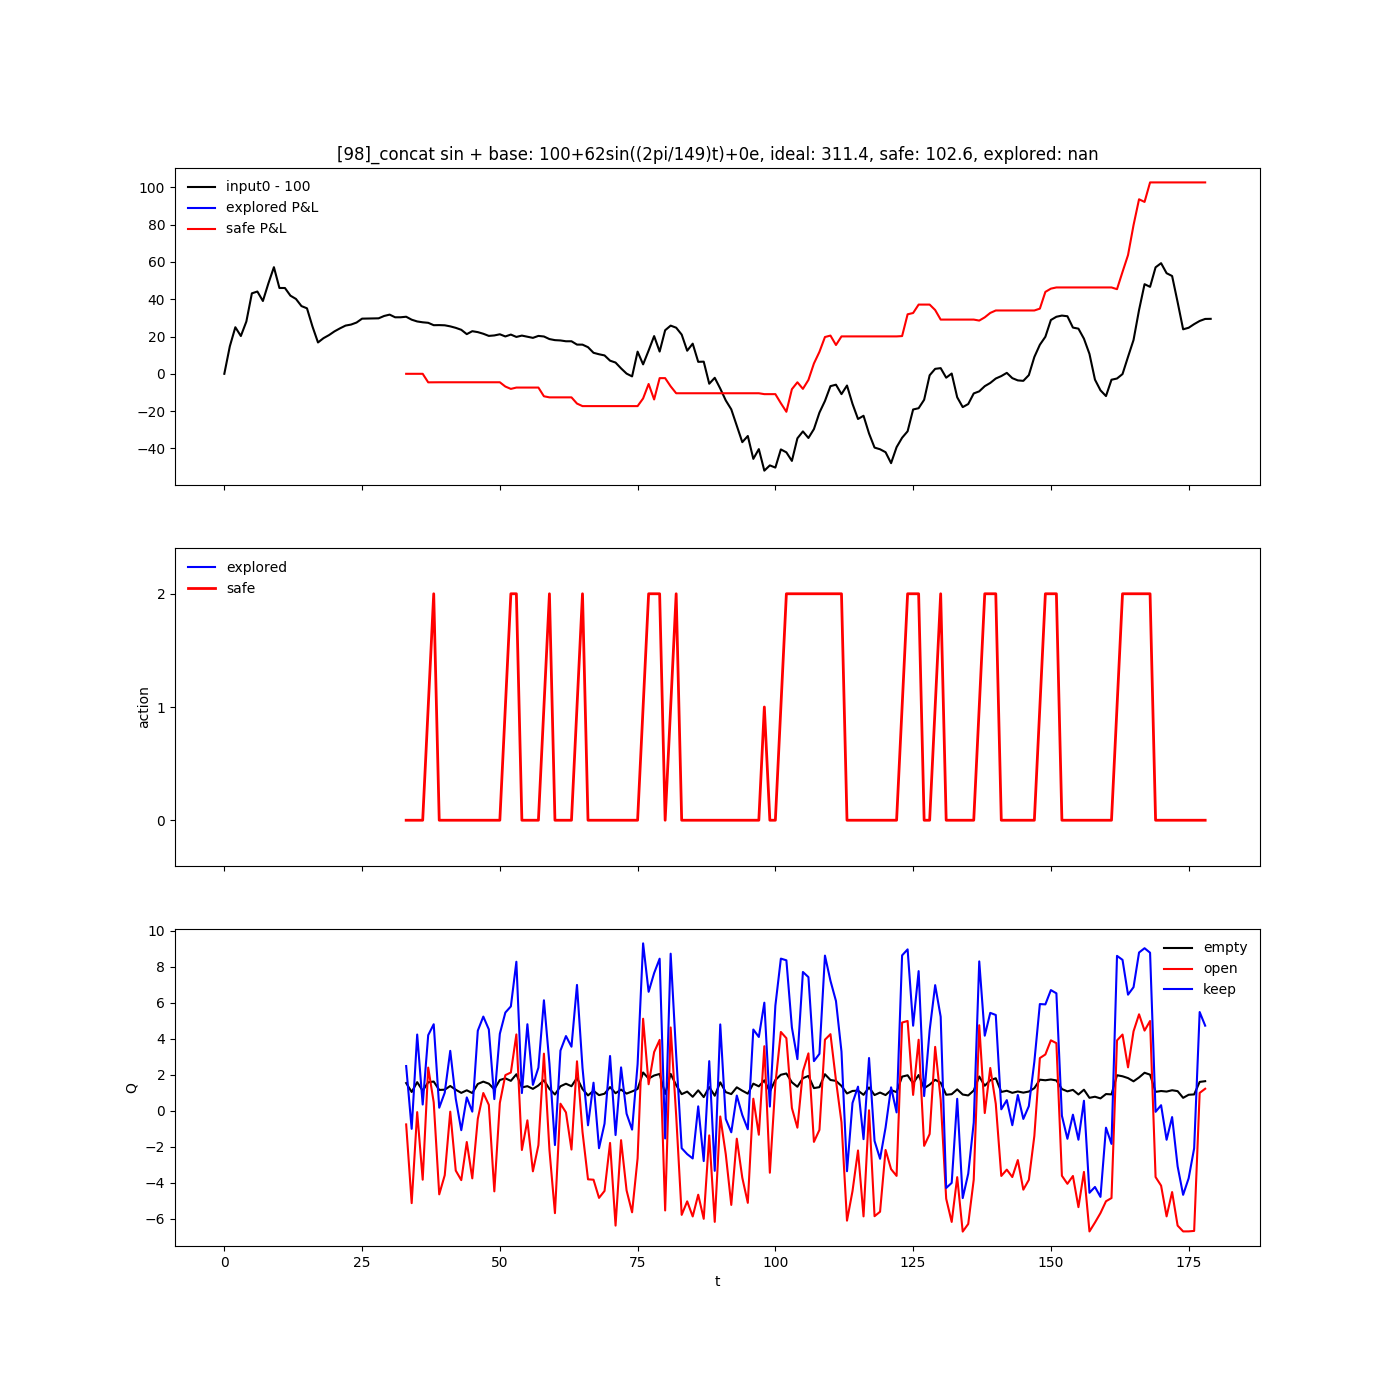 [98]_concat sin + base: 100+62sin((2pi/149)t)+0e, ideal: 311.4, safe: 102.6, explored: nan
input0 - 100
explored P&L
safe P&L
100
80
60
40
20
0
−20
−40
explored
safe
2
1
0
action
empty
open
keep
10
8
6
4
2
0
−2
−4
−6
Q
0 25 50 75 100 125 150 175
t